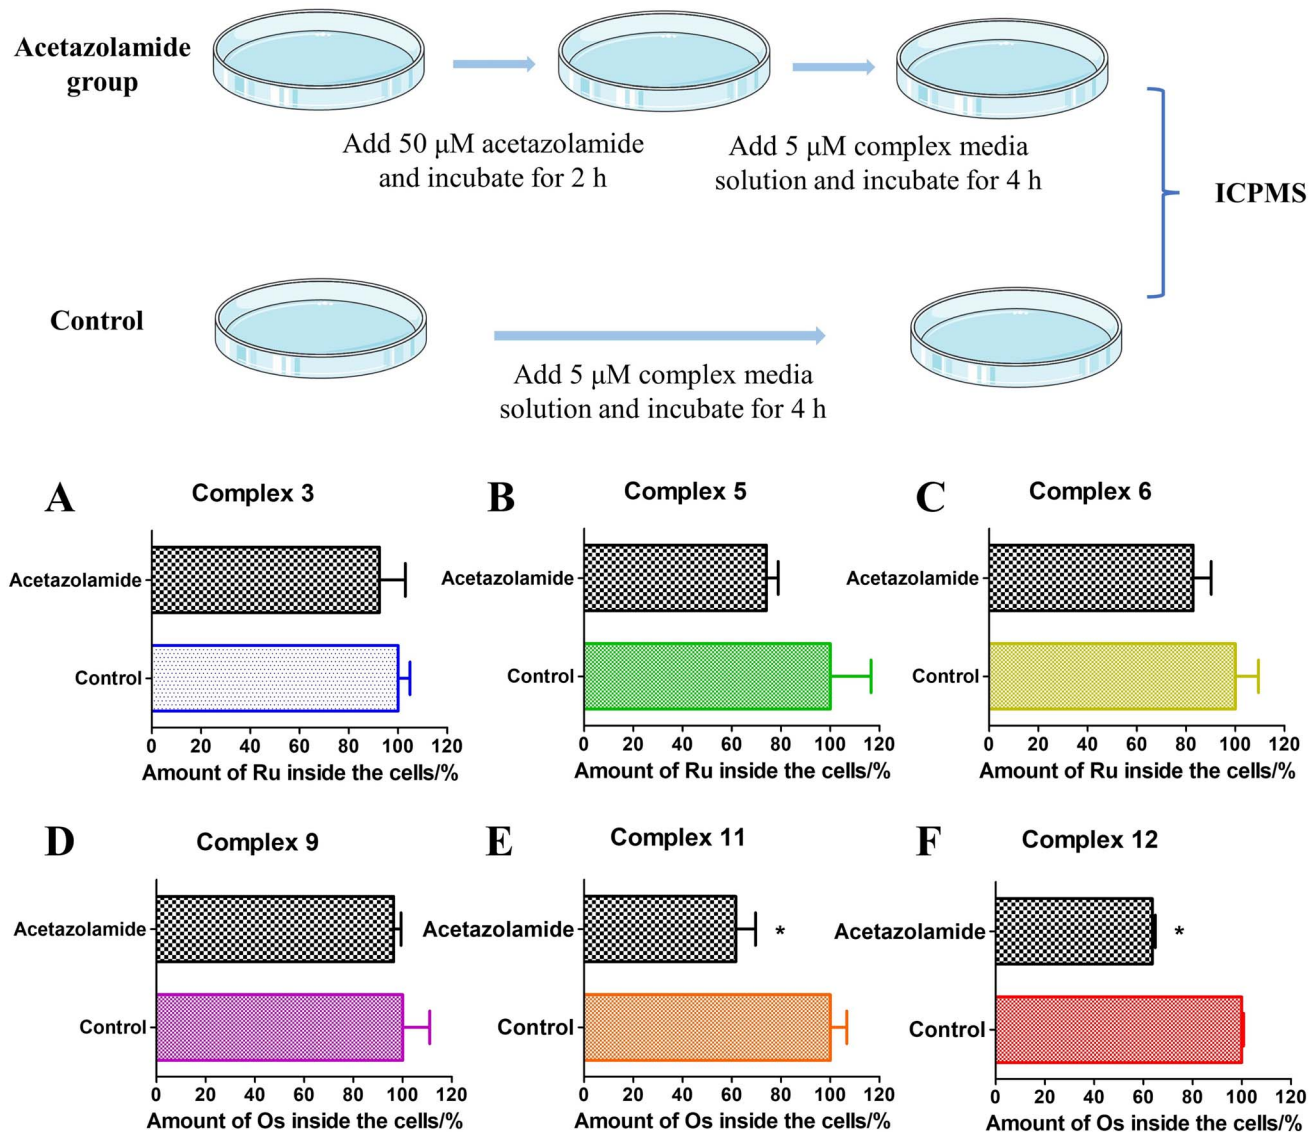 Acetazolamide
group
Add 50 μM acetazolamide
and incubate for 2 h
Add 5 μM complex media
solution and incubate for 4 h
ICPMS
Control
Add 5 μM complex media
solution and incubate for 4 h
A
Complex 3
Acetazolamide
Control
0 20 40 60 80 100 120
Amount of Ru inside the cells/%
B
Complex 5
Acetazolamide
Control
0 20 40 60 80 100 120
Amount of Ru inside the cells/%
C
Complex 6
Acetazolamide
Control
0 20 40 60 80 100 120
Amount of Ru inside the cells/%
D
Complex 9
Acetazolamide
Control
0 20 40 60 80 100 120
Amount of Os inside the cells/%
E
Complex 11
Acetazolamide
*
Control
0 20 40 60 80 100 120
Amount of Os inside the cells/%
F
Complex 12
Acetazolamide
*
Control
0 20 40 60 80 100 120
Amount of Os inside the cells/%